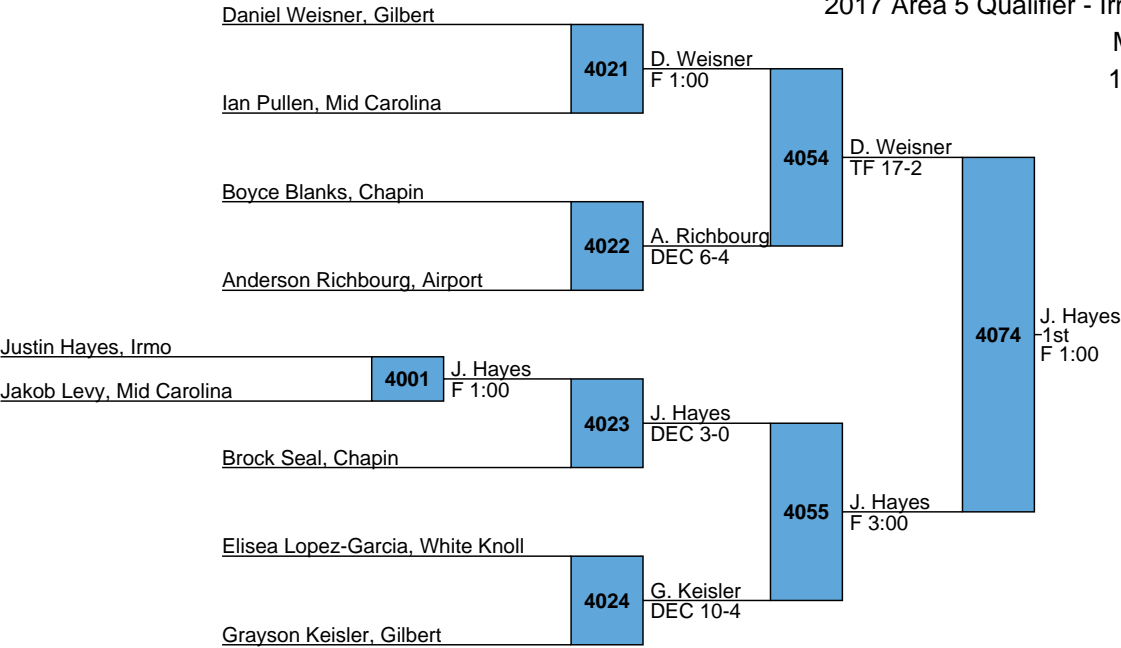 2017 Area 5 Qualifier - Irr
M
1
Daniel Weisner, Gilbert
4021
D. Weisner
F 1:00
Ian Pullen, Mid Carolina
4054
D. Weisner
TF 17-2
Boyce Blanks, Chapin
4022
A. Richbourg
DEC 6-4
Anderson Richbourg, Airport
4074
J. Hayes
1st
F 1:00
Justin Hayes, Irmo
4001
J. Hayes
F 1:00
Jakob Levy, Mid Carolina
4023
J. Hayes
DEC 3-0
Brock Seal, Chapin
4055
J. Hayes
F 3:00
Elisea Lopez-Garcia, White Knoll
4024
G. Keisler
DEC 10-4
Grayson Keisler, Gilbert